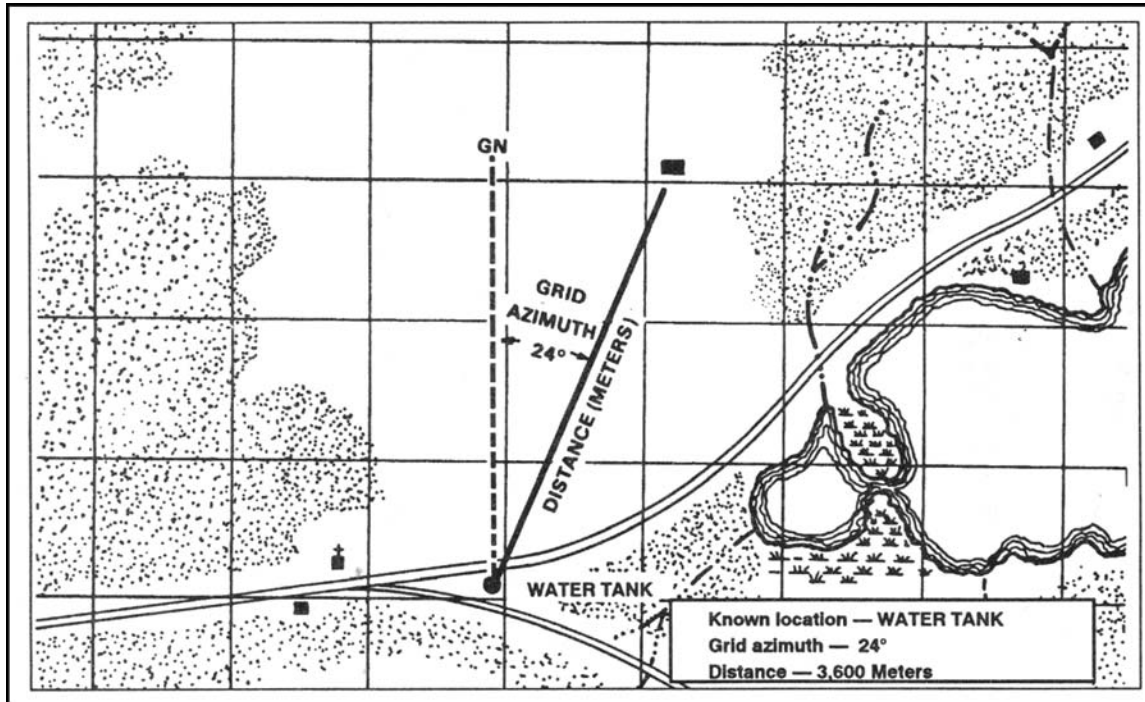 GN
GRID
AZIMUTH
24°
DISTANCE (METERS)
WATER TANK
Known location — WATER TANK
Grid azimuth — 24°
Distance — 3,600 Meters